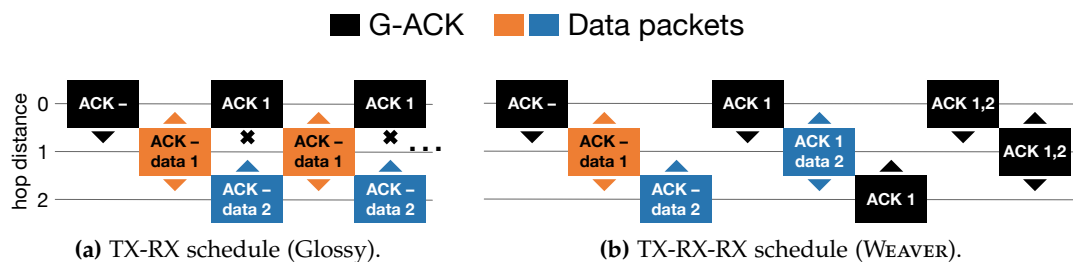 G-ACK Data packets
hop distance
0
1
2
ACK –
ACK –
data 1
ACK 1
ACK –
data 2
ACK –
data 1
ACK 1
ACK –
data 2
...
(a) TX-RX schedule (Glossy).
ACK –
ACK –
data 1
ACK –
data 2
ACK 1
ACK 1
data 2
ACK 1
ACK 1,2
ACK 1,2
(b) TX-RX-RX schedule (WEAVER).